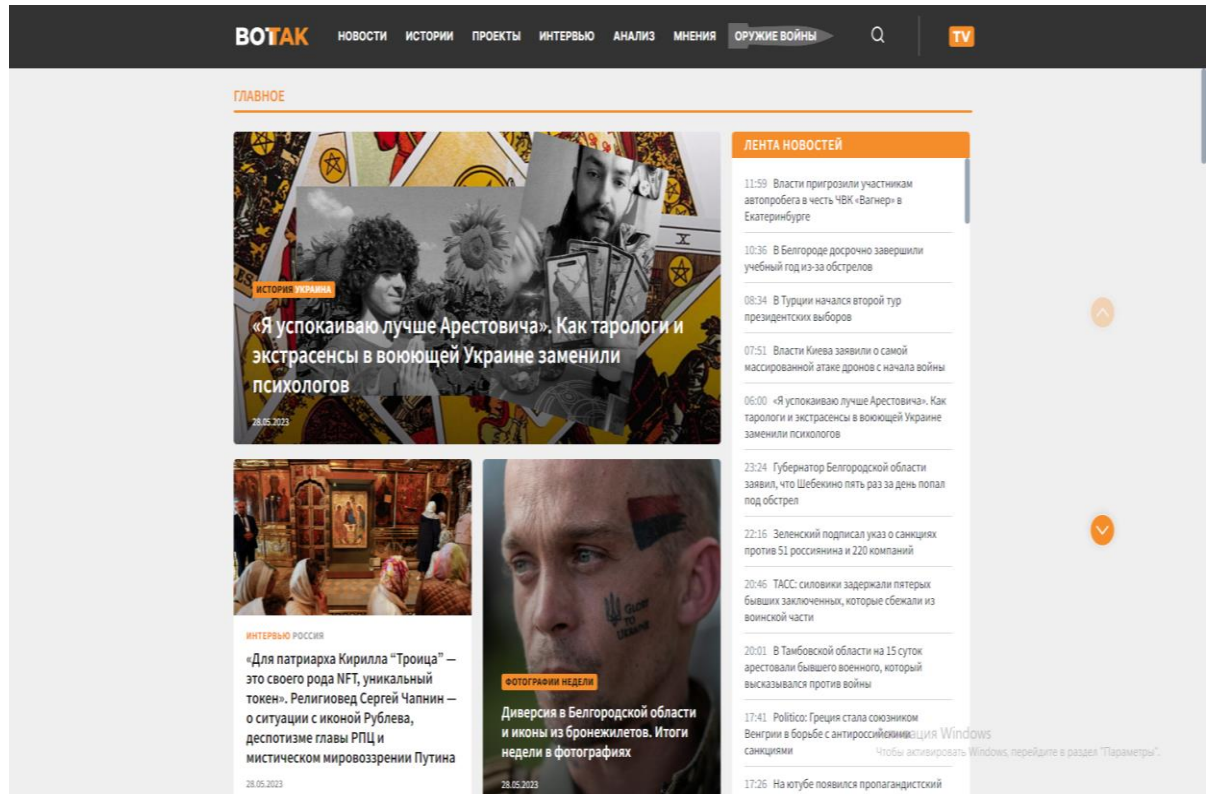 ВОТТАК
НОВОСТИ ИСТОРИИ ПРОЕКТЫ ИНТЕРВЬЮ АНАЛИЗ МНЕНИЯ ОРУЖИЕ ВОЙНЫ
TV
ГЛАВНОЕ
ИСТОРИЯ УКРАИНА
«Я успокаиваю лучше Арестовича». Как тарологи и
экстрасенсы в воюющей Украине заменили
психологов
28.05.2023
ИНТЕРВЬЮ РОССИЯ
«Для патриарха Кирилла “Троица” —
это своего рода NFT, уникальный
токен». Религиовед Сергей Чапнин —
о ситуации с иконой Рублева,
деспотизме главы РПЦ и
мистическом мировоззрении Путина
28.05.2023
GLORY
TO
UKRAINE
ФОТОГРАФИИ НЕДЕЛИ
Диверсия в Белгородской области
и иконы из бронежилетов. Итоги
недели в фотографиях
28.05.2023
ЛЕНТА НОВОСТЕЙ
11:59 Власти пригрозили участникам
автопробега в честь ЧВК «Вагнер» в
Екатеринбурге
10:36 В Белгороде досрочно завершили
учебный год из-за обстрелов
08:34 В Турции начался второй тур
президентских выборов
07:51 Власти Киева заявили о самой
массированной атаке дронов с начала войны
06:00 «Я успокаиваю лучше Арестовича». Как
тарологи и экстрасенсы в воюющей Украине
заменили психологов
23:24 Губернатор Белгородской области
заявил, что Шебекино пять раз за день попал
под обстрел
22:16 Зеленский подписал указ о санкциях
против 51 россиянина и 220 компаний
20:46 ТАСС: силовики задержали пятерых
бывших заключенных, которые сбежали из
воинской части
20:01 В Тамбовской области на 15 суток
арестовали бывшего военного, который
высказывался против войны
17:41 Politico: Греция стала союзником
Венгрии в борьбе с антироссийскими
санкциями
17:26 На ютубе появился пропагандистский
Активация Windows
Чтобы активировать Windows, перейдите в раздел "Параметры".